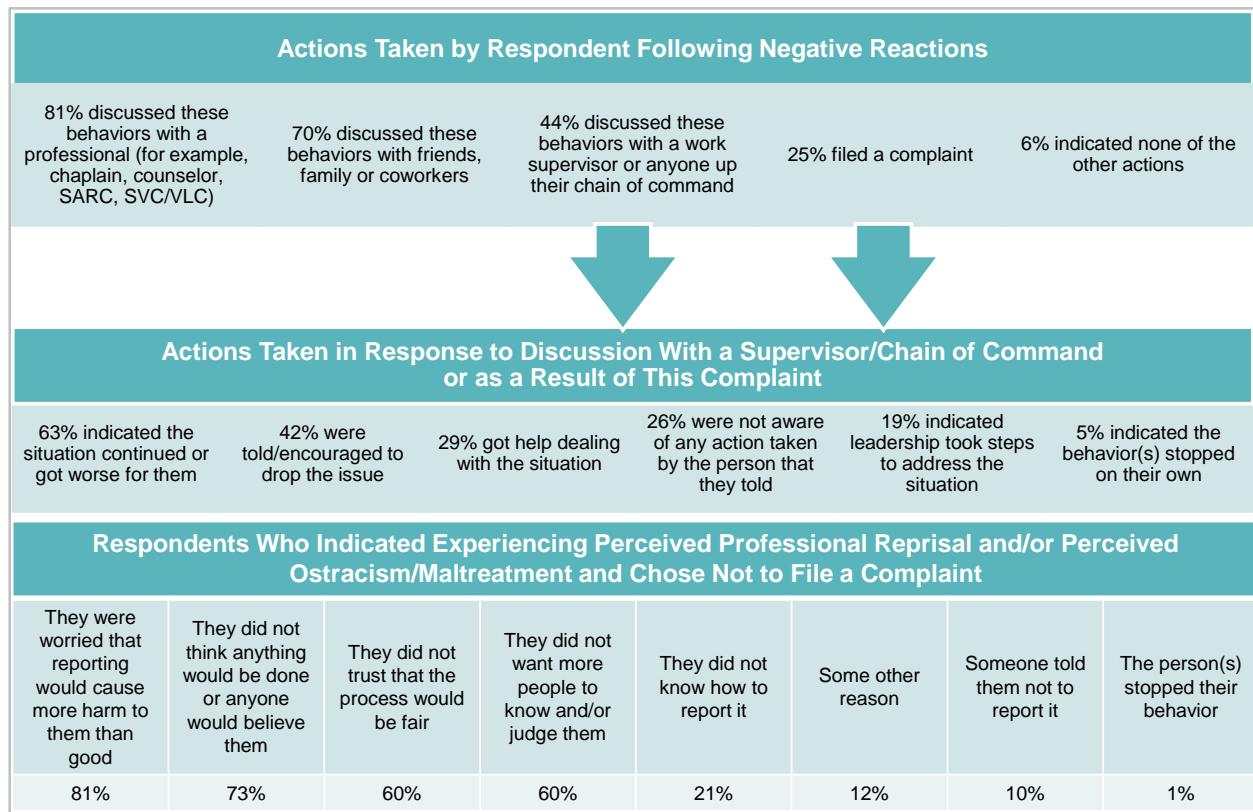 Actions Taken by Respondent Following Negative Reactions
81% discussed these
behaviors with a
professional (for example,
chaplain, counselor,
SARC, SVC/VLC)
70% discussed these
behaviors with friends,
family or coworkers
44% discussed these
behaviors with a work
supervisor or anyone up
their chain of command
25% filed a complaint
6% indicated none of the
other actions
Actions Taken in Response to Discussion With a Supervisor/Chain of Command
or as a Result of This Complaint
63% indicated the
situation continued or
got worse for them
42% were
told/encouraged to
drop the issue
29% got help dealing
with the situation
26% were not aware
of any action taken
by the person that
they told
19% indicated
leadership took steps
to address the
situation
5% indicated the
behavior(s) stopped
on their own
Respondents Who Indicated Experiencing Perceived Professional Reprisal and/or Perceived
Ostracism/Maltreatment and Chose Not to File a Complaint
They were
worried that
reporting
would cause
more harm to
them than
good
They did not
think anything
would be done
or anyone
would believe
them
They did not
trust that the
process would
be fair
They did not
want more
people to
know and/or
judge them
They did not
know how to
report it
Some other
reason
Someone told
them not to
report it
The person(s)
stopped their
behavior
81%
73%
60%
60%
21%
12%
10%
1%